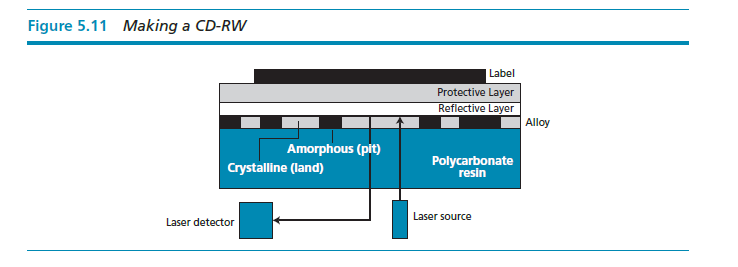 Figure 5.11 Making a CD-RW
Label
Protective Layer
Reflective Layer
Alloy
Amorphous (pit)
Crystalline (land)
Polycarbonate
resin
Laser detector
Laser source